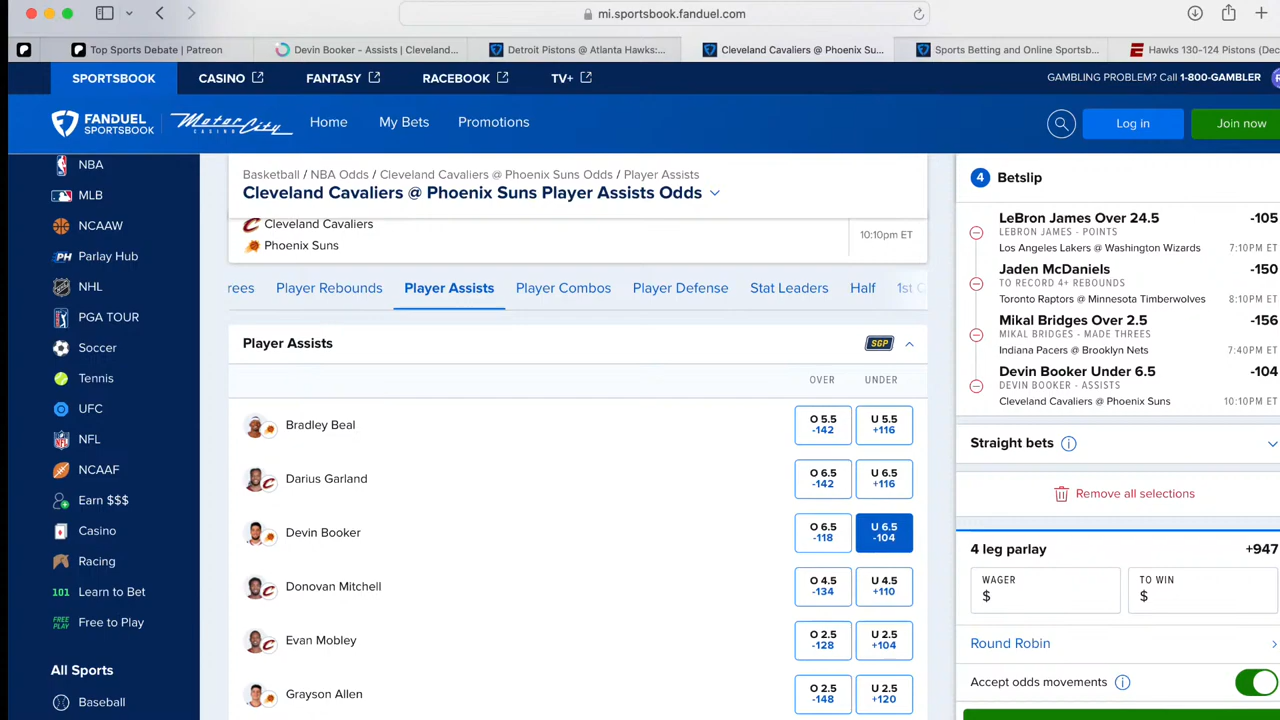 mi.sportsbook.fanduel.com
Top Sports Debate | Patreon
Devin Booker - Assists | Cleveland...
Detroit Pistons @ Atlanta Hawks:...
Cleveland Cavaliers @ Phoenix Su...
Sports Betting and Online Sportsb...
Hawks 130-124 Pistons (Dec
SPORTSBOOK
CASINO
FANTASY
RACEBOOK
TV+
GAMBLING PROBLEM? Call 1-800-GAMBLER
FANDUEL
SPORTSBOOK
MotorCity
CASINO HOTEL
Home
My Bets
Promotions
Log in
Join now
NBA
MLB
NCAAW
PH Parlay Hub
NHL
PGA TOUR
Soccer
Tennis
UFC
NFL
NCAAF
Earn $$$
Casino
Racing
101 Learn to Bet
FREE PLAY Free to Play
All Sports
Baseball
Basketball / NBA Odds / Cleveland Cavaliers @ Phoenix Suns Odds / Player Assists
Cleveland Cavaliers @ Phoenix Suns Player Assists Odds
Cleveland Cavaliers
Phoenix Suns
10:10pm ET
rees
Player Rebounds
Player Assists
Player Combos
Player Defense
Stat Leaders
Half
Player Assists
SGP
OVER UNDER
Bradley Beal
O 5.5 U 5.5
-142 +116
Darius Garland
O 6.5 U 6.5
-142 +116
Devin Booker
O 6.5 U 6.5
-118 -104
Donovan Mitchell
O 4.5 U 4.5
-134 +110
Evan Mobley
O 2.5 U 2.5
-128 +104
Grayson Allen
O 2.5 U 2.5
-148 +120
4 Betslip
LeBron James Over 24.5 -105
LEBRON JAMES - POINTS
Los Angeles Lakers @ Washington Wizards 7:10PM ET
Jaden McDaniels -150
TO RECORD 4+ REBOUNDS
Toronto Raptors @ Minnesota Timberwolves 8:10PM ET
Mikal Bridges Over 2.5 -156
MIKAL BRIDGES - MADE THREES
Indiana Pacers @ Brooklyn Nets 7:40PM ET
Devin Booker Under 6.5 -104
DEVIN BOOKER - ASSISTS
Cleveland Cavaliers @ Phoenix Suns 10:10PM ET
Straight bets
Remove all selections
4 leg parlay +947
WAGER
$
TO WIN
$
Round Robin
Accept odds movements